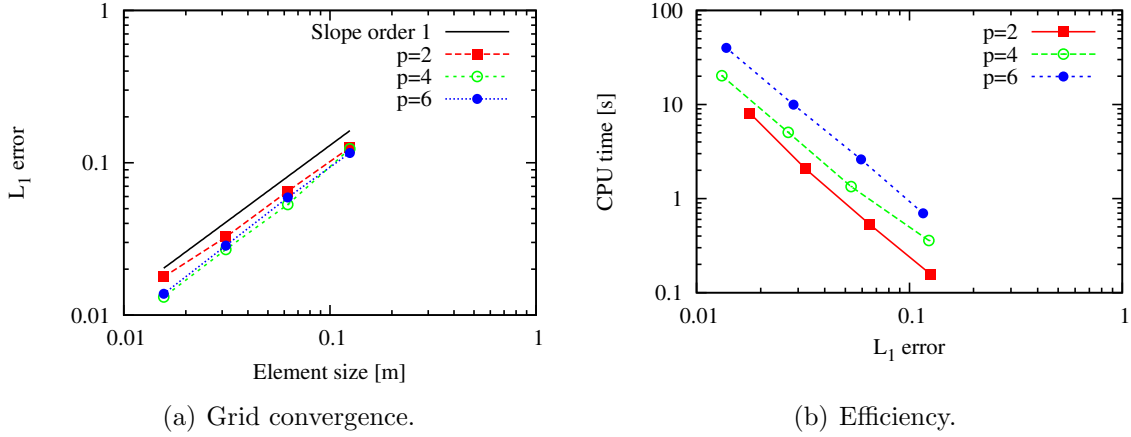 1
0.1
0.01
0.01
0.1
1
L1 error
Element size [m]
Slope order 1
p=2
p=4
p=6
(a) Grid convergence.
100
10
1
0.1
0.01
0.1
1
CPU time [s]
L1 error
p=2
p=4
p=6
(b) Efficiency.